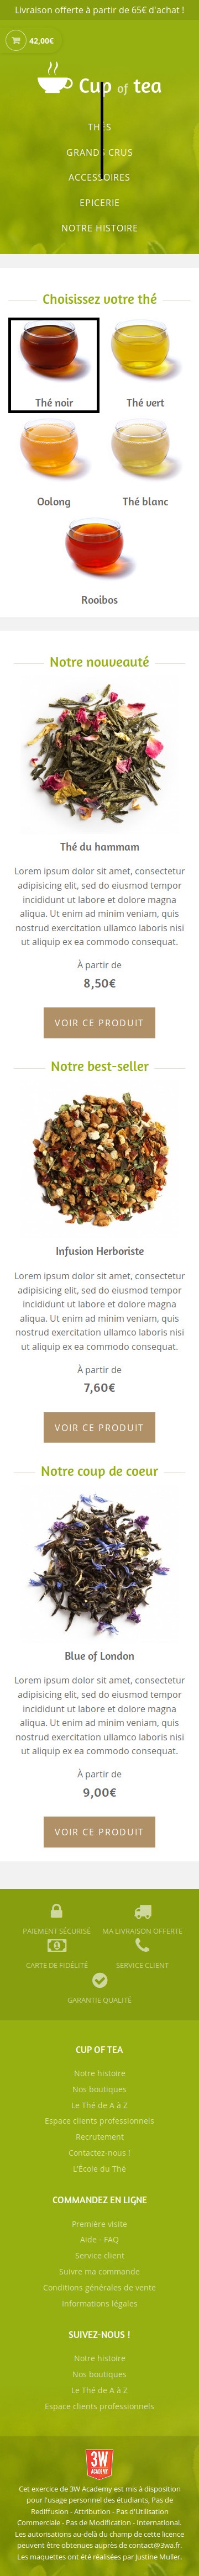 Livraison offerte à partir de 65€ d'achat !
42,00€
Cup of tea
THÉS
GRANDS CRUS
ACCESSOIRES
EPICERIE
NOTRE HISTOIRE
Choisissez votre thé
Thé noir
Thé vert
Oolong
Thé blanc
Rooibos
Notre nouveauté
Thé du hammam
Lorem ipsum dolor sit amet, consectetur
adipisicing elit, sed do eiusmod tempor
incididunt ut labore et dolore magna
aliqua. Ut enim ad minim veniam, quis
nostrud exercitation ullamco laboris nisi
ut aliquip ex ea commodo consequat.
À partir de
8,50€
VOIR CE PRODUIT
Notre best-seller
Infusion Herboriste
Lorem ipsum dolor sit amet, consectetur
adipisicing elit, sed do eiusmod tempor
incididunt ut labore et dolore magna
aliqua. Ut enim ad minim veniam, quis
nostrud exercitation ullamco laboris nisi
ut aliquip ex ea commodo consequat.
À partir de
7,60€
VOIR CE PRODUIT
Notre coup de coeur
Blue of London
Lorem ipsum dolor sit amet, consectetur
adipisicing elit, sed do eiusmod tempor
incididunt ut labore et dolore magna
aliqua. Ut enim ad minim veniam, quis
nostrud exercitation ullamco laboris nisi
ut aliquip ex ea commodo consequat.
À partir de
9,00€
VOIR CE PRODUIT
PAIEMENT SÉCURISÉ
MA LIVRAISON OFFERTE
CARTE DE FIDÉLITÉ
SERVICE CLIENT
GARANTIE QUALITÉ
CUP OF TEA
Notre histoire
Nos boutiques
Le Thé de A à Z
Espace clients professionnels
Recrutement
Contactez-nous !
L'École du Thé
COMMANDEZ EN LIGNE
Première visite
Aide - FAQ
Service client
Suivre ma commande
Conditions générales de vente
Informations légales
SUIVEZ-NOUS !
Notre histoire
Nos boutiques
Le Thé de A à Z
Espace clients professionnels
3W
ACADEMY
Cet exercice de 3W Academy est mis à disposition
pour l'usage personnel des étudiants, Pas de
Rediffusion - Attribution - Pas d'Utilisation
Commerciale - Pas de Modification - International.
Les autorisations au-delà du champ de cette licence
peuvent être obtenues auprès de contact@3wa.fr.
Les maquettes ont été réalisées par Justine Muller.